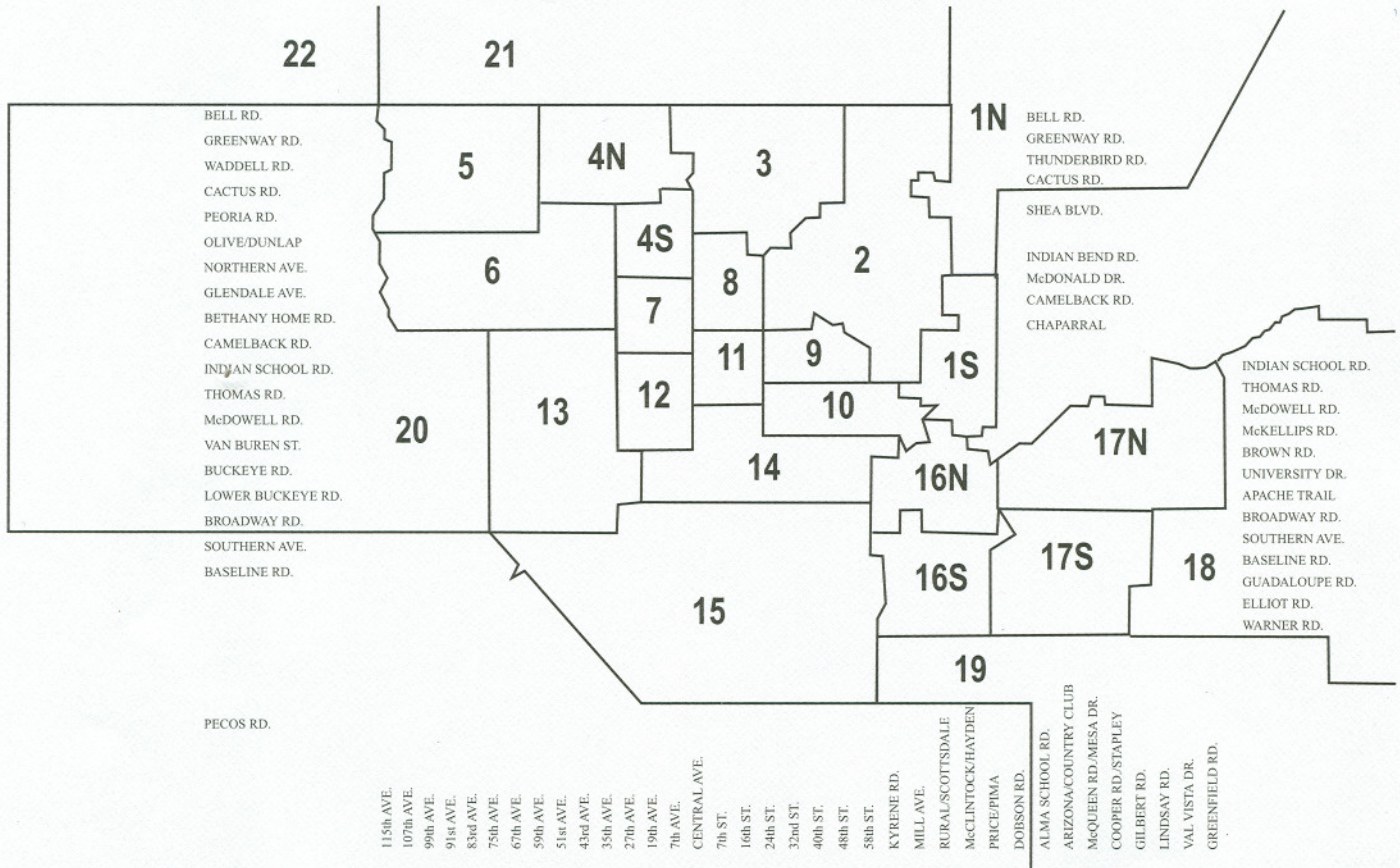 22
21
1N
BELL RD.
GREENWAY RD.
WADDELL RD.
CACTUS RD.
PEORIA RD.
OLIVE/DUNLAP
NORTHERN AVE.
GLENDALE AVE.
BETHANY HOME RD.
CAMELBACK RD.
INDIAN SCHOOL RD.
THOMAS RD.
McDOWELL RD.
VAN BUREN ST.
BUCKEYE RD.
LOWER BUCKEYE RD.
BROADWAY RD.
SOUTHERN AVE.
BASELINE RD.
PECOS RD.
5
4N
3
4S
2
6
8
7
11
9
1S
12
10
13
20
14
16N
17N
16S
17S
18
15
19
BELL RD.
GREENWAY RD.
THUNDERBIRD RD.
CACTUS RD.
SHEA BLVD.
INDIAN BEND RD.
McDONALD DR.
CAMELBACK RD.
CHAPARRAL
INDIAN SCHOOL RD.
THOMAS RD.
McDOWELL RD.
McKELLIPS RD.
BROWN RD.
UNIVERSITY DR.
APACHE TRAIL
BROADWAY RD.
SOUTHERN AVE.
BASELINE RD.
GUADALOUPE RD.
ELLIOT RD.
WARNER RD.
115th AVE.
107th AVE.
99th AVE.
91st AVE.
83rd AVE.
75th AVE.
67th AVE.
59th AVE.
51st AVE.
43rd AVE.
35th AVE.
27th AVE.
19th AVE.
7th AVE.
CENTRAL AVE.
7th ST.
16th ST.
24th ST.
32nd ST.
40th ST.
48th ST.
58th ST.
KYRENE RD.
MILL AVE.
RURAL/SCOTTSDALE
McCLINTOCK/HAYDEN
PRICE/PIMA
DOBSON RD.
ALMA SCHOOL RD.
ARIZONA/COUNTRY CLUB
McQUEEN RD./MESA DR.
COOPER RD./STAPLEY
GILBERT RD.
LINDSAY RD.
VAL VISTA DR.
GREENFIELD RD.